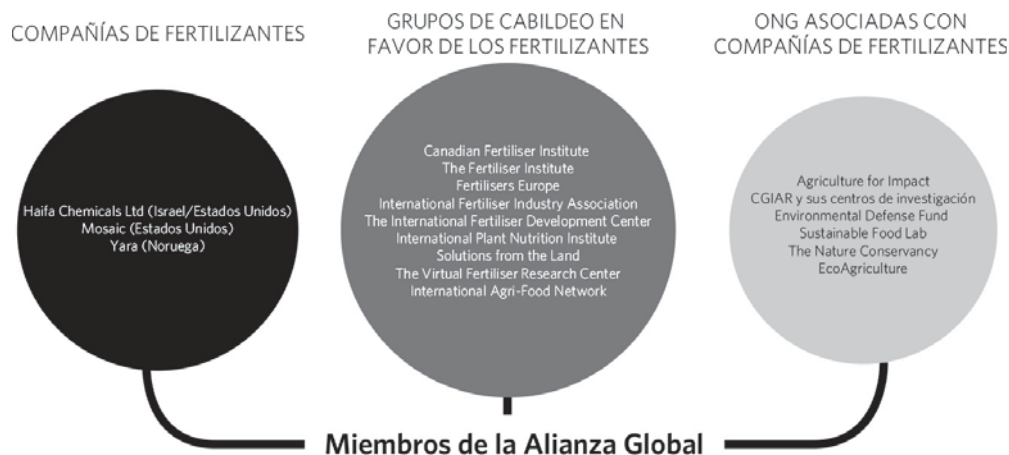 COMPAÑÍAS DE FERTILIZANTES
GRUPOS DE CABILDEO EN
FAVOR DE LOS FERTILIZANTES
ONG ASOCIADAS CON
COMPAÑÍAS DE FERTILIZANTES
Haifa Chemicals Ltd (Israel/Estados Unidos)
Mosaic (Estados Unidos)
Yara (Noruega)
Canadian Fertiliser Institute
The Fertiliser Institute
Fertilisers Europe
International Fertiliser Industry Association
The International Fertiliser Development Center
International Plant Nutrition Institute
Solutions from the Land
The Virtual Fertiliser Research Center
International Agri-Food Network
Agriculture for Impact
CGIAR y sus centros de investigación
Environmental Defense Fund
Sustainable Food Lab
The Nature Conservancy
EcoAgriculture
Miembros de la Alianza Global